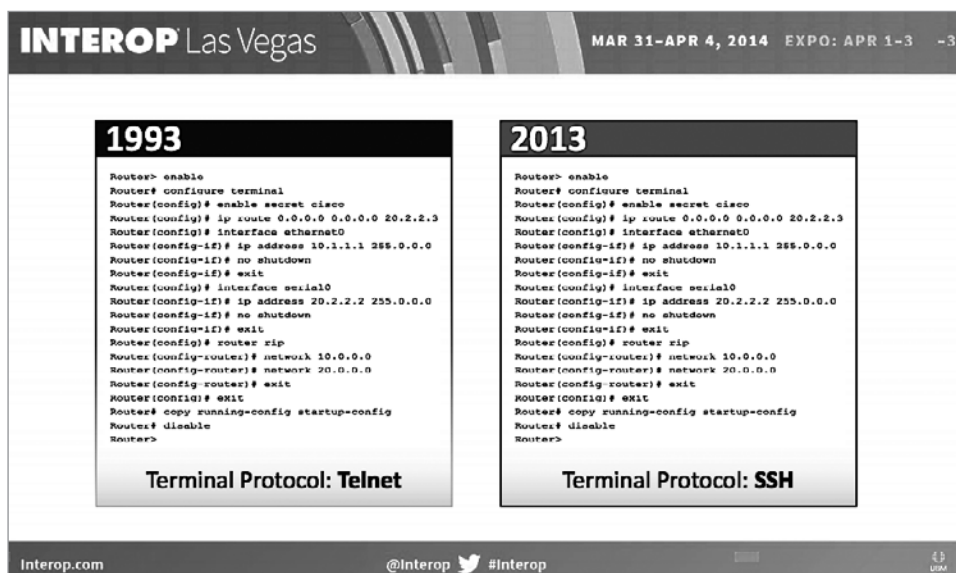 INTEROP Las Vegas
MAR 31–APR 4, 2014 EXPO: APR 1–3 –3
1993
Router> enable
Router# configure terminal
Router(config)# enable secret cisco
Router(config)# ip route 0.0.0.0 0.0.0.0 20.2.2.3
Router(config)# interface ethernet0
Router(config-if)# ip address 10.1.1.1 255.0.0.0
Router(config-if)# no shutdown
Router(config-if)# exit
Router(config)# interface serial0
Router(config-if)# ip address 20.2.2.2 255.0.0.0
Router(config-if)# no shutdown
Router(config-if)# exit
Router(config)# router rip
Router(config-router)# network 10.0.0.0
Router(config-router)# network 20.0.0.0
Router(config-router)# exit
Router(config)# exit
Router# copy running-config startup-config
Router# disable
Router>
Terminal Protocol: Telnet
2013
Router> enable
Router# configure terminal
Router(config)# enable secret cisco
Router(config)# ip route 0.0.0.0 0.0.0.0 20.2.2.3
Router(config)# interface ethernet0
Router(config-if)# ip address 10.1.1.1 255.0.0.0
Router(config-if)# no shutdown
Router(config-if)# exit
Router(config)# interface serial0
Router(config-if)# ip address 20.2.2.2 255.0.0.0
Router(config-if)# no shutdown
Router(config-if)# exit
Router(config)# router rip
Router(config-router)# network 10.0.0.0
Router(config-router)# network 20.0.0.0
Router(config-router)# exit
Router(config)# exit
Router# copy running-config startup-config
Router# disable
Router>
Terminal Protocol: SSH
Interop.com
@Interop #Interop
UBM